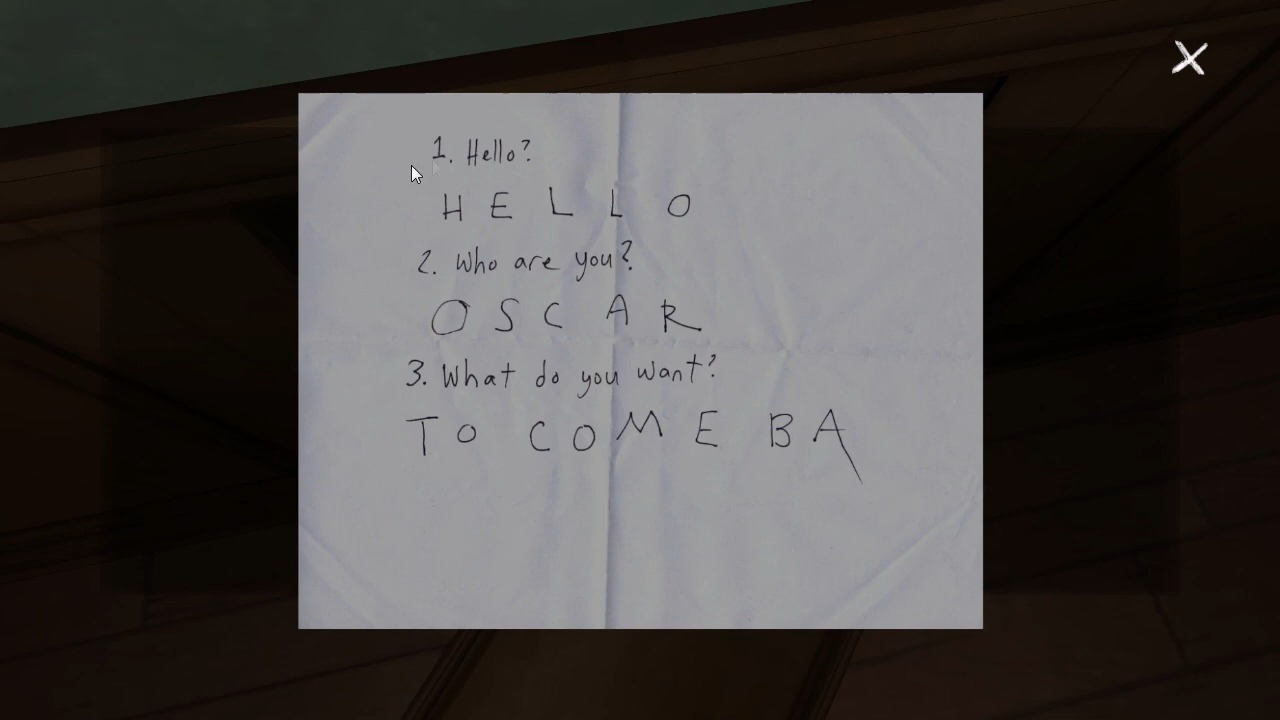 1. Hello?
H E L L O
2. Who are you?
O S C A R
3. What do you want?
T O C O M E B A